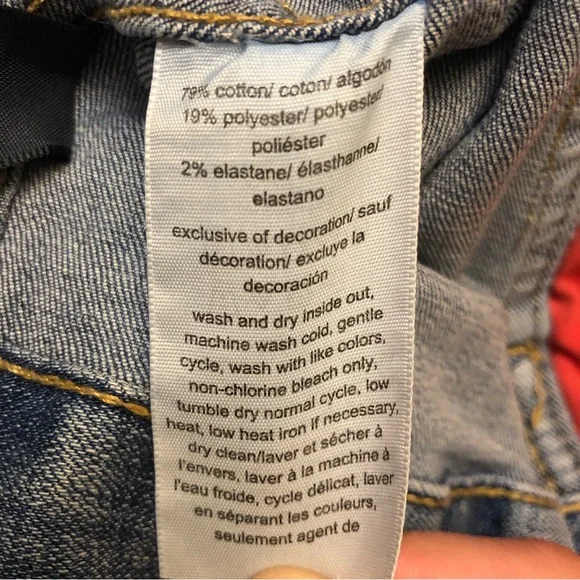 79% cotton/ coton/ algodón
19% polyester/ polyester/
poliéster
2% elastane/ élasthanne/
elastano
exclusive of decoration/ sauf
décoration/ excluye la
decoración
wash and dry inside out,
machine wash cold, gentle
cycle, wash with like colors,
non-chlorine bleach only,
tumble dry normal cycle, low
heat, low heat iron if necessary,
dry clean/laver et sécher à
l'envers, laver à la machine à
l'eau froide, cycle délicat, laver
en séparant les couleurs,
seulement agent de